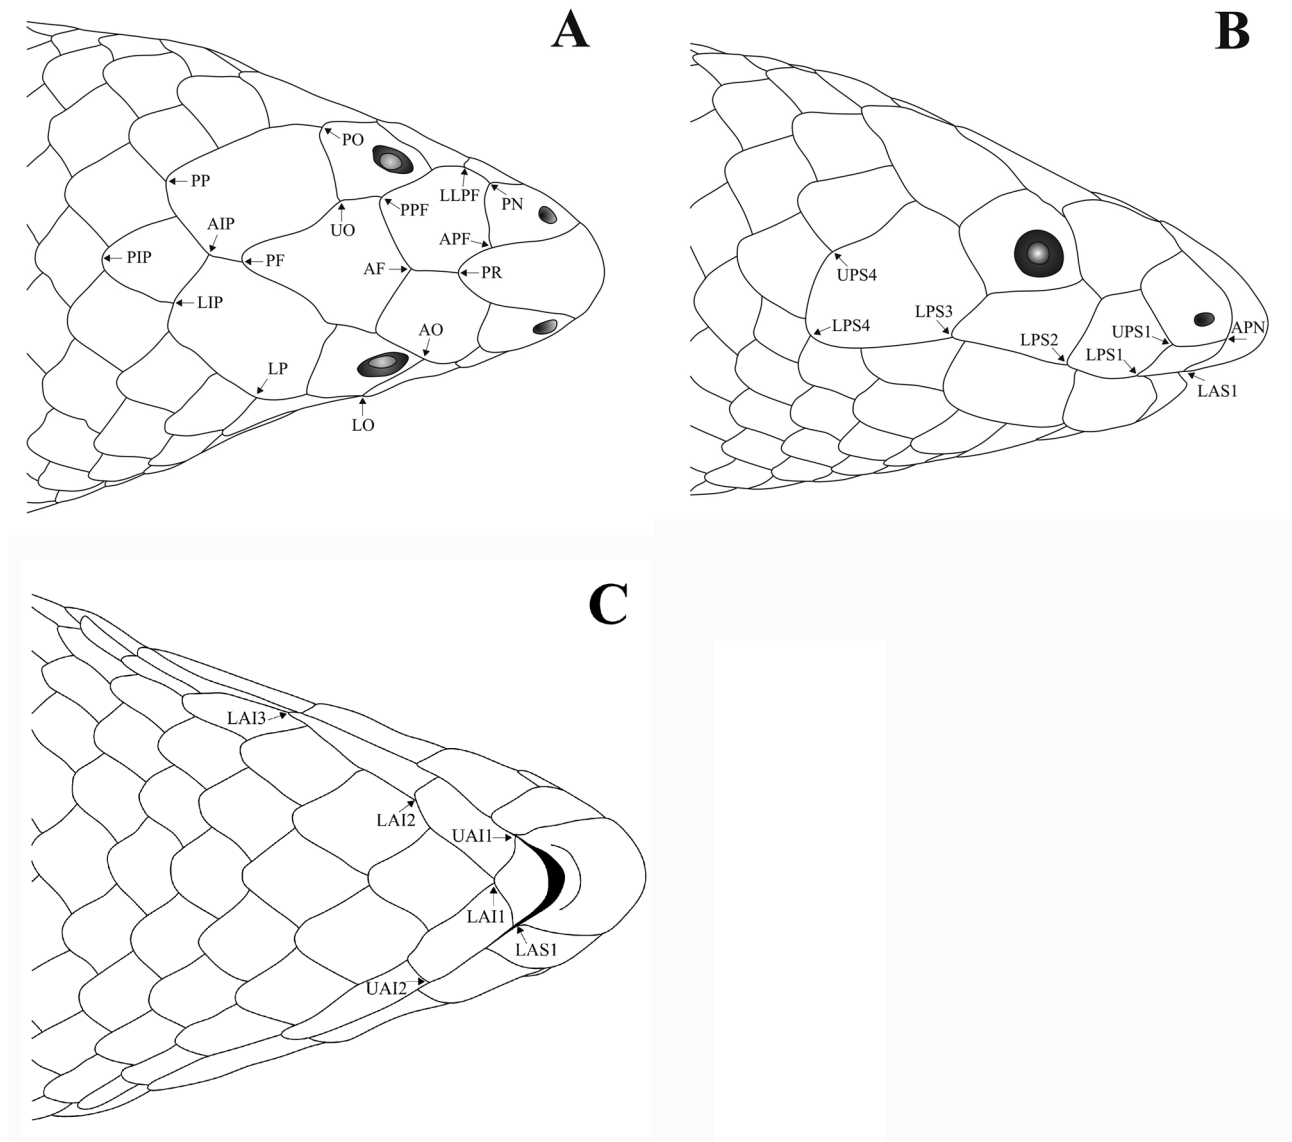 A
PO
PP
LLPF
PN
PPF
AIP
UO
APF
PIP
PF
AF
PR
LIP
AO
LP
LO
B
UPS4
LPS4
LPS3
UPS1
APN
LPS2
LPS1
LAS1
C
LAI3
LAI2
UAI1
LAI1
LAS1
UAI2